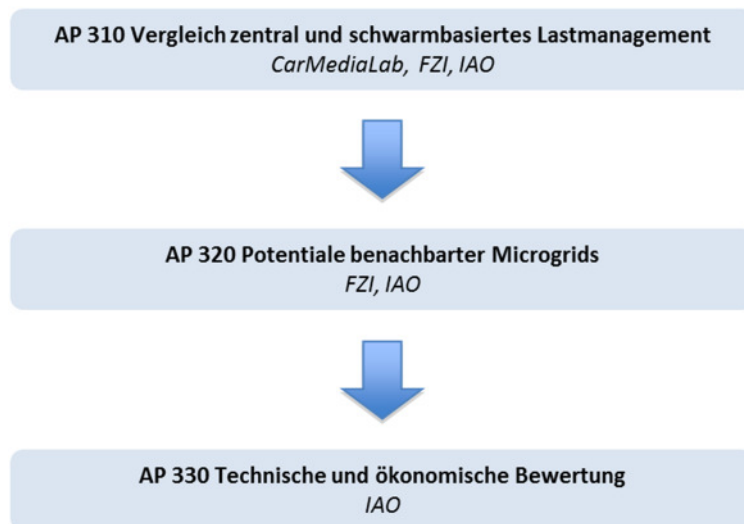 AP 310 Vergleich zentral und schwarmbasiertes Lastmanagement
CarMediaLab, FZI, IAO
AP 320 Potentiale benachbarter Microgrids
FZI, IAO
AP 330 Technische und ökonomische Bewertung
IAO